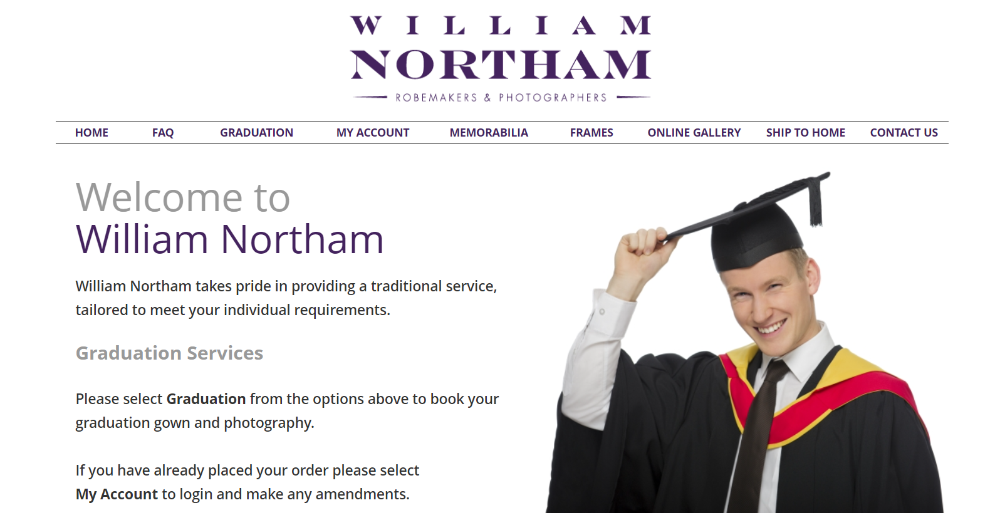 WILLIAM
NORTHAM
ROBEMAKERS & PHOTOGRAPHERS
HOME FAQ GRADUATION MY ACCOUNT MEMORABILIA FRAMES ONLINE GALLERY SHIP TO HOME CONTACT US
Welcome to
William Northam
William Northam takes pride in providing a traditional service,
tailored to meet your individual requirements.
Graduation Services
Please select Graduation from the options above to book your
graduation gown and photography.
If you have already placed your order please select
My Account to login and make any amendments.